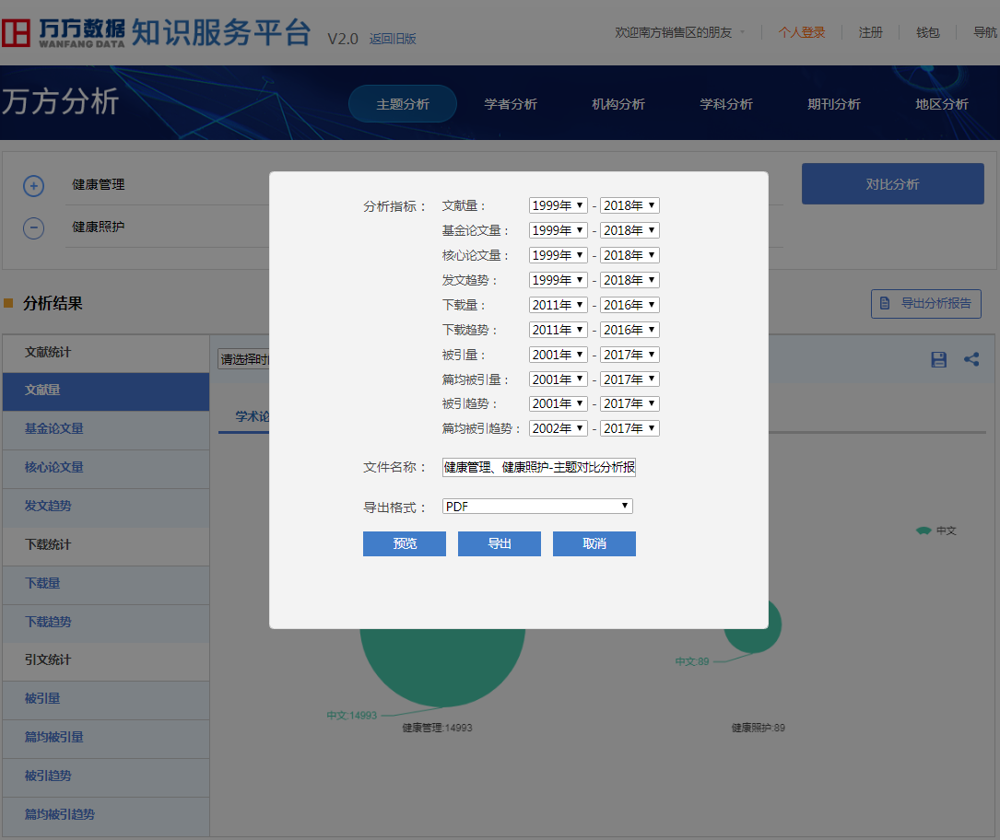 万方数据 知识服务平台 V2.0 返回旧版 欢迎南方销售区的朋友 个人登录 注册 钱包 导航
WANFANG DATA
万方分析 主题分析 学者分析 机构分析 学科分析 期刊分析 地区分析
健康管理 对比分析
健康照护
分析结果 导出分析报告
分析指标： 文献量： 1999年 - 2018年
基金论文量： 1999年 - 2018年
核心论文量： 1999年 - 2018年
发文趋势： 1999年 - 2018年
下载量： 2011年 - 2016年
下载趋势： 2011年 - 2016年
被引量： 2001年 - 2017年
篇均被引量： 2001年 - 2017年
被引趋势： 2001年 - 2017年
篇均被引趋势： 2002年 - 2017年
文件名称： 健康管理、健康照护-主题对比分析报
导出格式： PDF
预览 导出 取消
文献统计
文献量
基金论文量
核心论文量
发文趋势
下载统计
下载量
下载趋势
引文统计
被引量
篇均被引量
被引趋势
篇均被引趋势
请选择时
学术论
中文
中文:14993
健康管理:14993
中文:89
健康照护:89